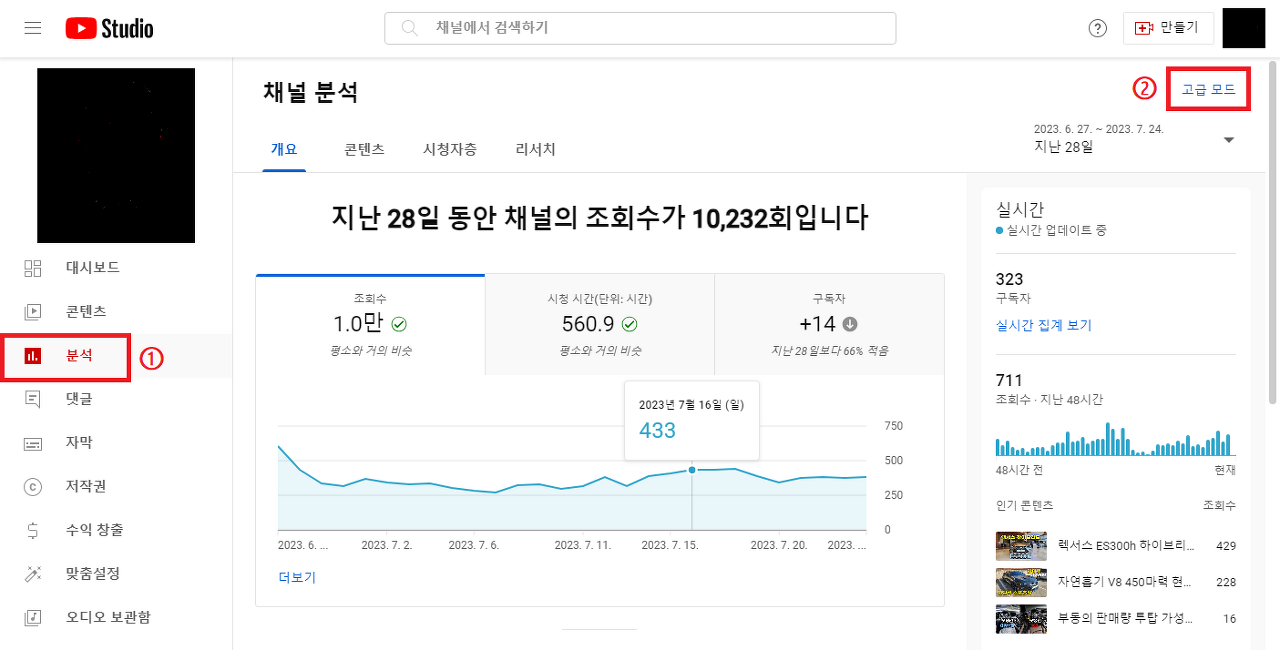 Studio
채널에서 검색하기
만들기
채널 분석
②
고급 모드
개요
콘텐츠
시청자층
리서치
2023. 6. 27. ~ 2023. 7. 24.
지난 28일
대시보드
콘텐츠
분석
①
댓글
자막
저작권
수익 창출
맞춤설정
오디오 보관함
지난 28일 동안 채널의 조회수가 10,232회입니다
조회수
1.0만
평소와 거의 비슷
시청 시간(단위: 시간)
560.9
평소와 거의 비슷
구독자
+14
지난 28일보다 66% 적음
2023년 7월 16일 (일)
433
750
500
250
0
2023. 6. ...
2023. 7. 2.
2023. 7. 6.
2023. 7. 11.
2023. 7. 15.
2023. 7. 20.
2023. ...
더보기
실시간
실시간 업데이트 중
323
구독자
실시간 집계 보기
711
조회수 · 지난 48시간
48시간 전
현재
인기 콘텐츠
조회수
렉서스 ES300h 하이브리...
429
자연흡기 V8 450마력 현...
228
부동의 판매량 투탑 가성...
16